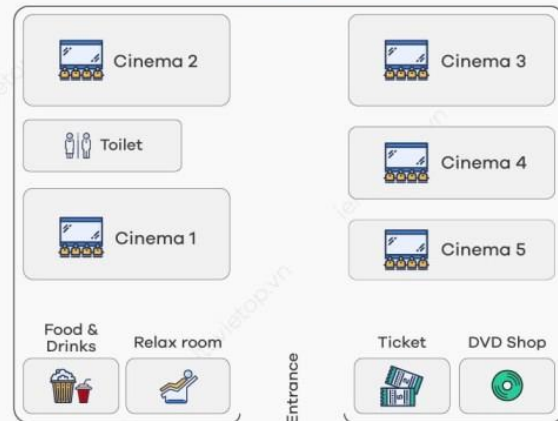 Cinema 2
Cinema 3
Toilet
Cinema 4
Cinema 1
Cinema 5
Food &
Drinks
Relax room
Ticket
DVD Shop
Entrance